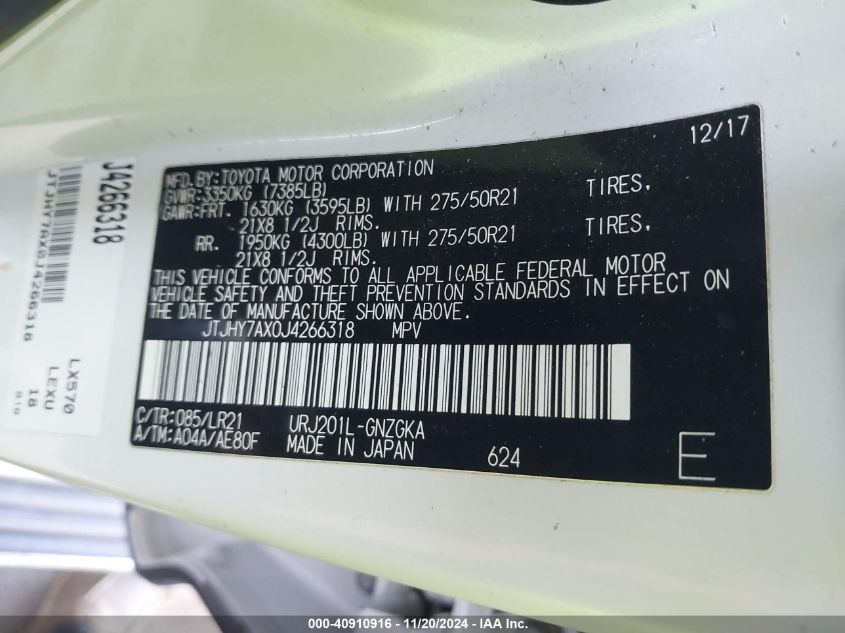 12/17
MFD.BY:TOYOTA MOTOR CORPORATION
GVWR:3350KG (7385LB)
GAWR:FRT. 1630KG (3595LB) WITH 275/50R21 TIRES,
21X8 1/2J RIMS.
RR. 1950KG (4300LB) WITH 275/50R21 TIRES,
21X8 1/2J RIMS.
THIS VEHICLE CONFORMS TO ALL APPLICABLE FEDERAL MOTOR
VEHICLE SAFETY AND THEFT PREVENTION STANDARDS IN EFFECT ON
THE DATE OF MANUFACTURE SHOWN ABOVE.
JTJHY7AX0J4266318 MPV
C/TR:085/LR21 URJ201L-GNZGKA
A/TM:A04A/AE80F MADE IN JAPAN 624 E
J4266318
JTJHY7AX0J4266318
LX570
LEXU
18
000-40910916 - 11/20/2024 - IAA Inc.